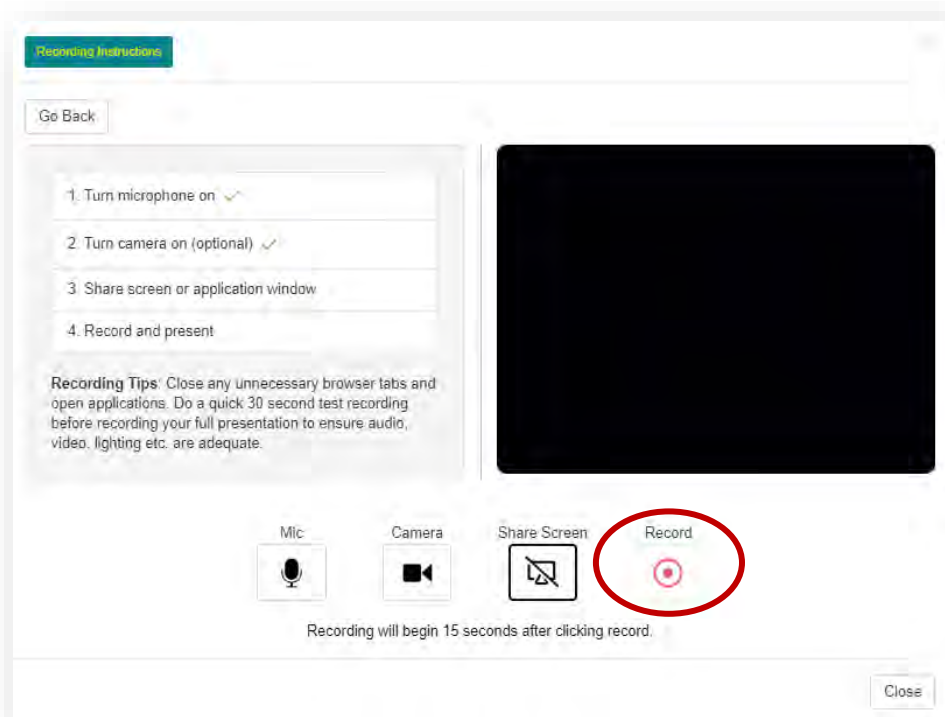 Recording Instructions
Go Back
1. Turn microphone on
2. Turn camera on (optional)
3. Share screen or application window
4. Record and present
Recording Tips: Close any unnecessary browser tabs and
open applications. Do a quick 30 second test recording
before recording your full presentation to ensure audio,
video, lighting etc. are adequate.
Mic Camera Share Screen Record
Recording will begin 15 seconds after clicking record.
Close